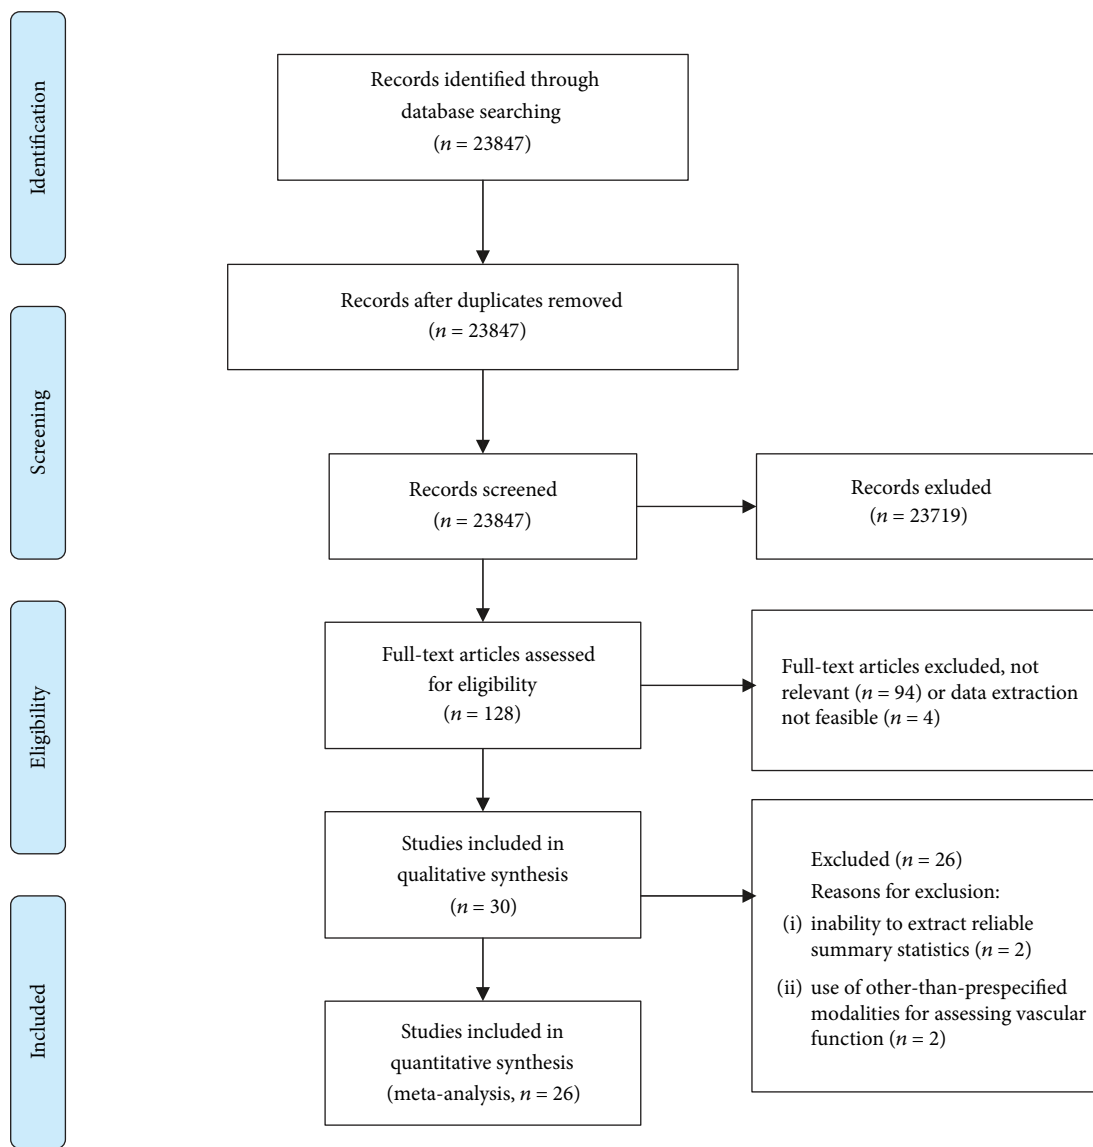 Identification
Records identified through
database searching
(n = 23847)
Records after duplicates removed
(n = 23847)
Screening
Records screened
(n = 23847)
Records exluded
(n = 23719)
Eligibility
Full-text articles assessed
for eligibility
(n = 128)
Full-text articles excluded, not
relevant (n = 94) or data extraction
not feasible (n = 4)
Studies included in
qualitative synthesis
(n = 30)
Excluded (n = 26)
Reasons for exclusion:
(i) inability to extract reliable
summary statistics (n = 2)
(ii) use of other-than-prespecified
modalities for assessing vascular
function (n = 2)
Included
Studies included in
quantitative synthesis
(meta-analysis, n = 26)